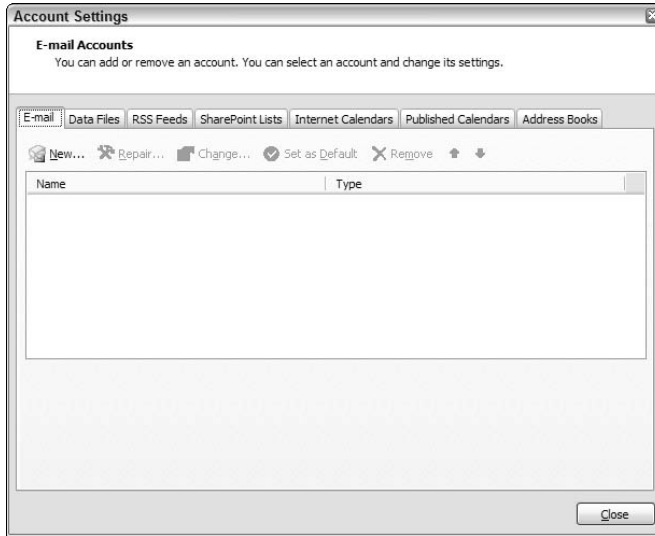 Account Settings
E-mail Accounts
You can add or remove an account. You can select an account and change its settings.
E-mail Data Files RSS Feeds SharePoint Lists Internet Calendars Published Calendars Address Books
New... Repair... Change... Set as Default Remove
Name Type
Close